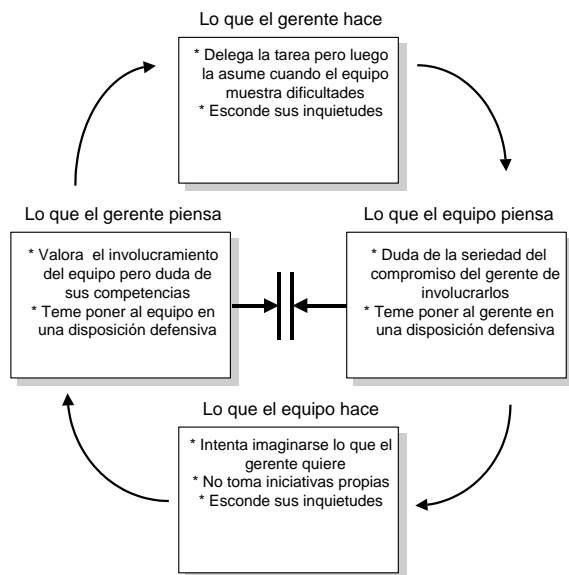 Lo que el gerente hace
* Delega la tarea pero luego
la asume cuando el equipo
muestra dificultades
* Esconde sus inquietudes
Lo que el gerente piensa
* Valora el involucramiento
del equipo pero duda de
sus competencias
* Teme poner al equipo en
una disposición defensiva
Lo que el equipo piensa
* Duda de la seriedad del
compromiso del gerente de
involucrarlos
* Teme poner al gerente en
una disposición defensiva
Lo que el equipo hace
* Intenta imaginarse lo que el
gerente quiere
* No toma iniciativas propias
* Esconde sus inquietudes